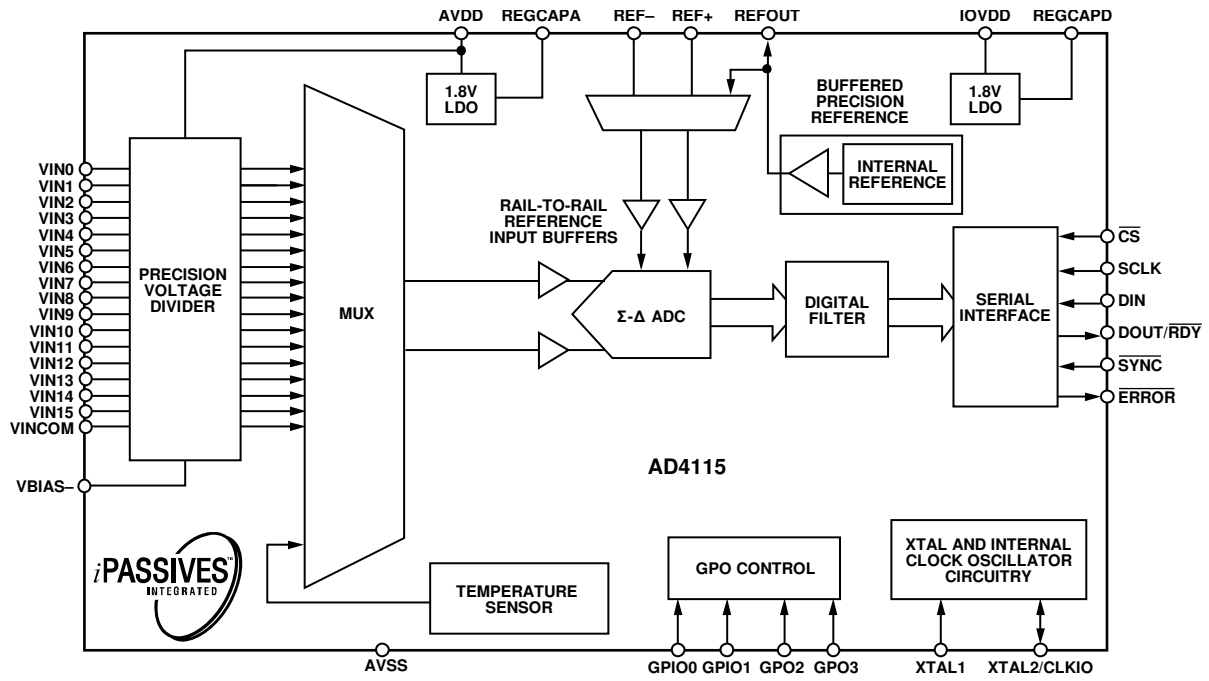 AVDD REGCAPA REF– REF+ REFOUT IOVDD REGCAPD
1.8V
LDO
BUFFERED
PRECISION
REFERENCE
1.8V
LDO
INTERNAL
REFERENCE
VIN0
VIN1
VIN2
VIN3
VIN4
VIN5
VIN6
VIN7
VIN8
VIN9
VIN10
VIN11
VIN12
VIN13
VIN14
VIN15
VINCOM
VBIAS–
PRECISION
VOLTAGE
DIVIDER
MUX
RAIL-TO-RAIL
REFERENCE
INPUT BUFFERS
Σ-Δ ADC
DIGITAL
FILTER
SERIAL
INTERFACE
CS
SCLK
DIN
DOUT/RDY
SYNC
ERROR
AD4115
iPASSIVES™
INTEGRATED
TEMPERATURE
SENSOR
GPO CONTROL
XTAL AND INTERNAL
CLOCK OSCILLATOR
CIRCUITRY
AVSS GPIO0 GPIO1 GPO2 GPO3 XTAL1 XTAL2/CLKIO